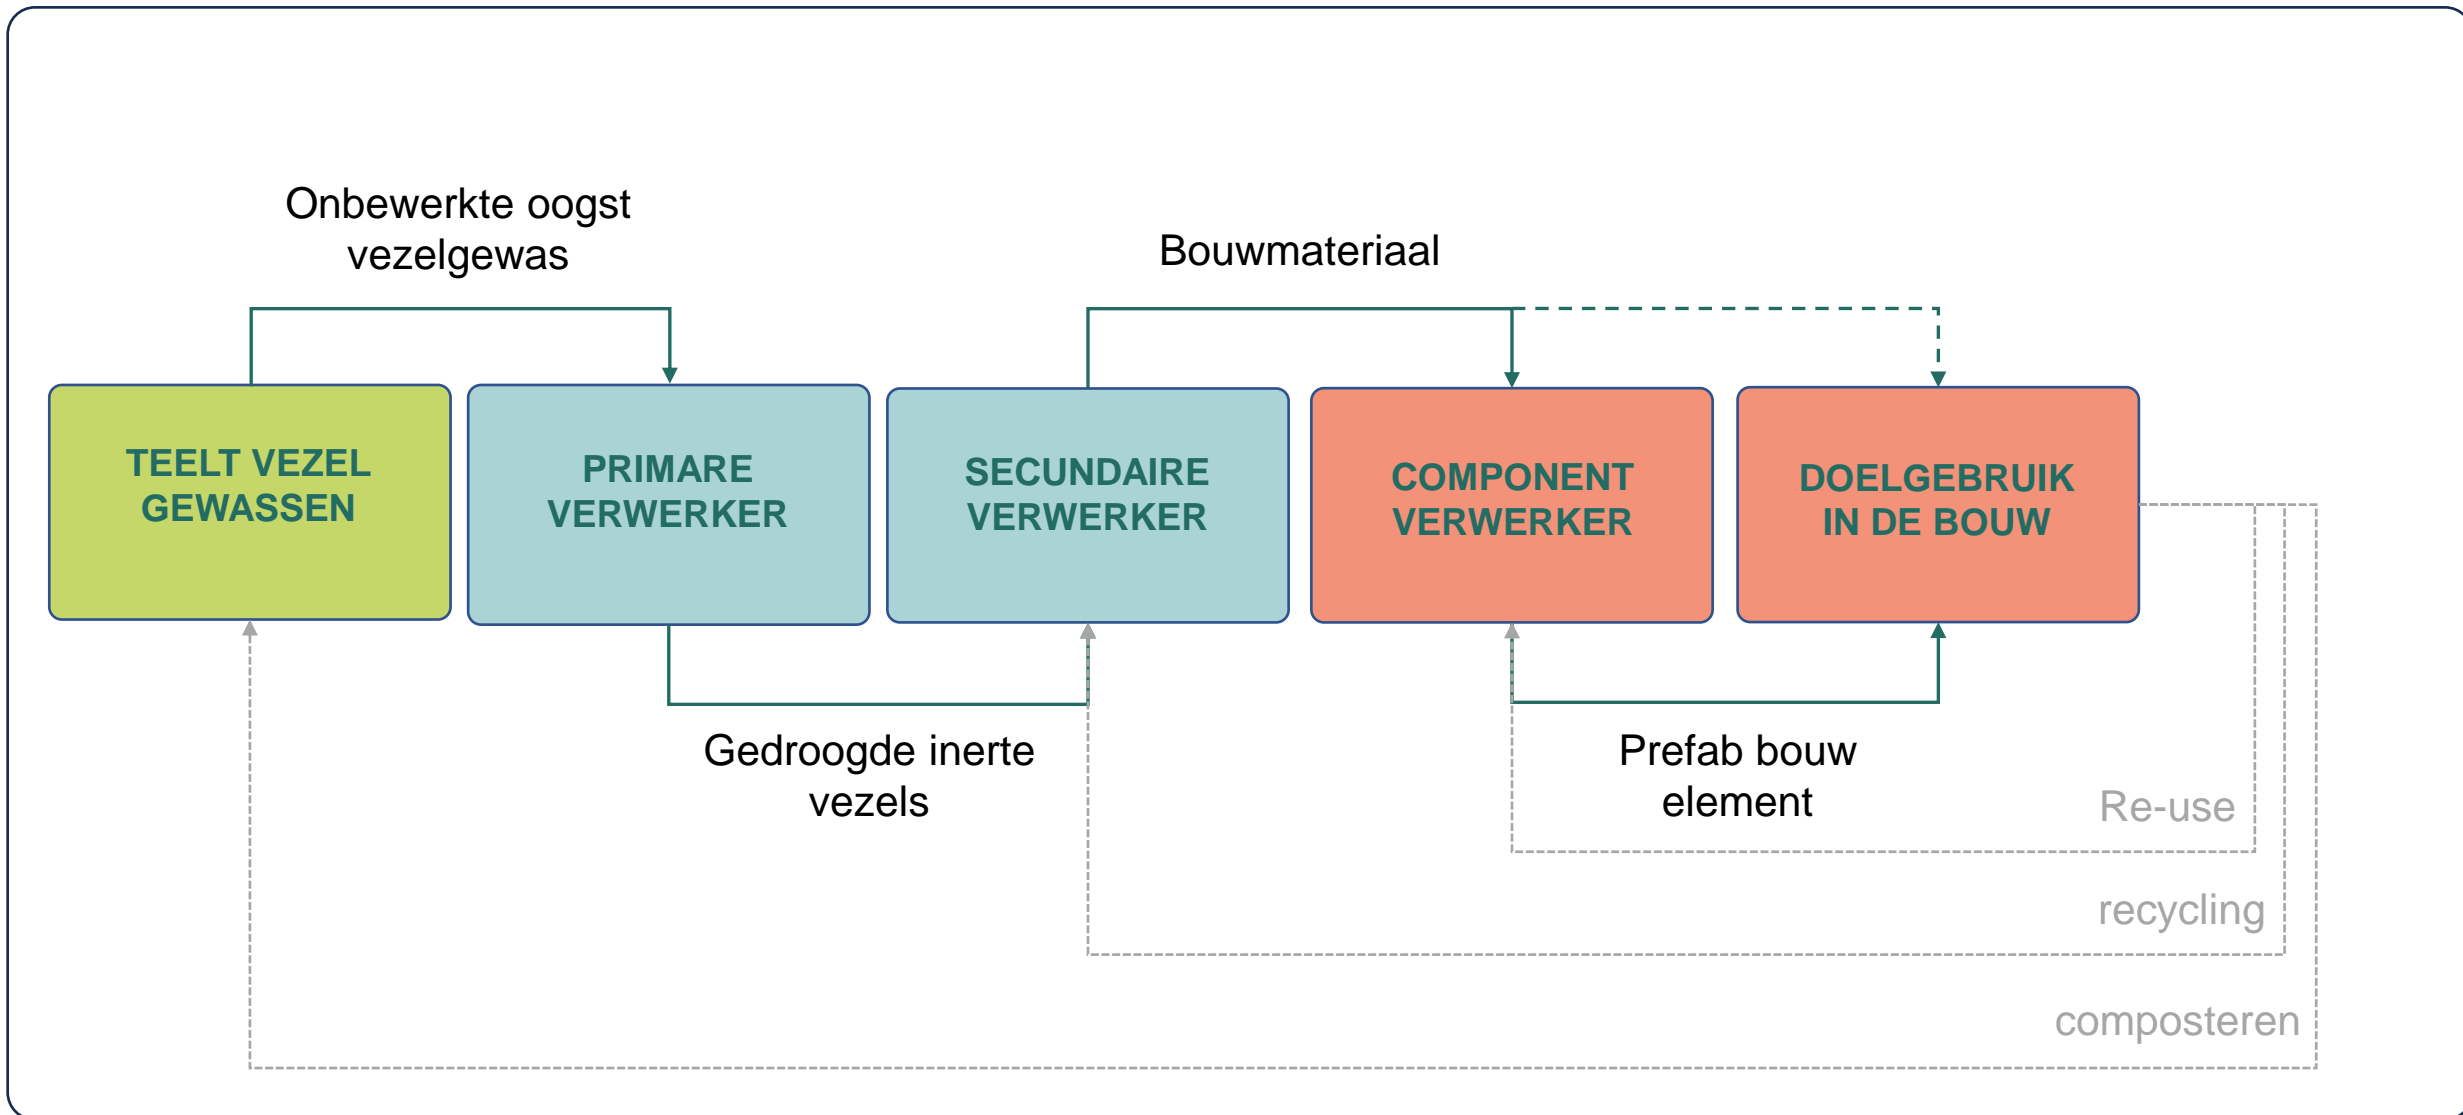 Onbewerkte oogst
vezelgewas
Bouwmateriaal
TEELT VEZEL
GEWASSEN
PRIMARE
VERWERKER
SECUNDAIRE
VERWERKER
COMPONENT
VERWERKER
DOELGEBRUIK
IN DE BOUW
Gedroogde inerte
vezels
Prefab bouw
element
Re-use
recycling
composteren